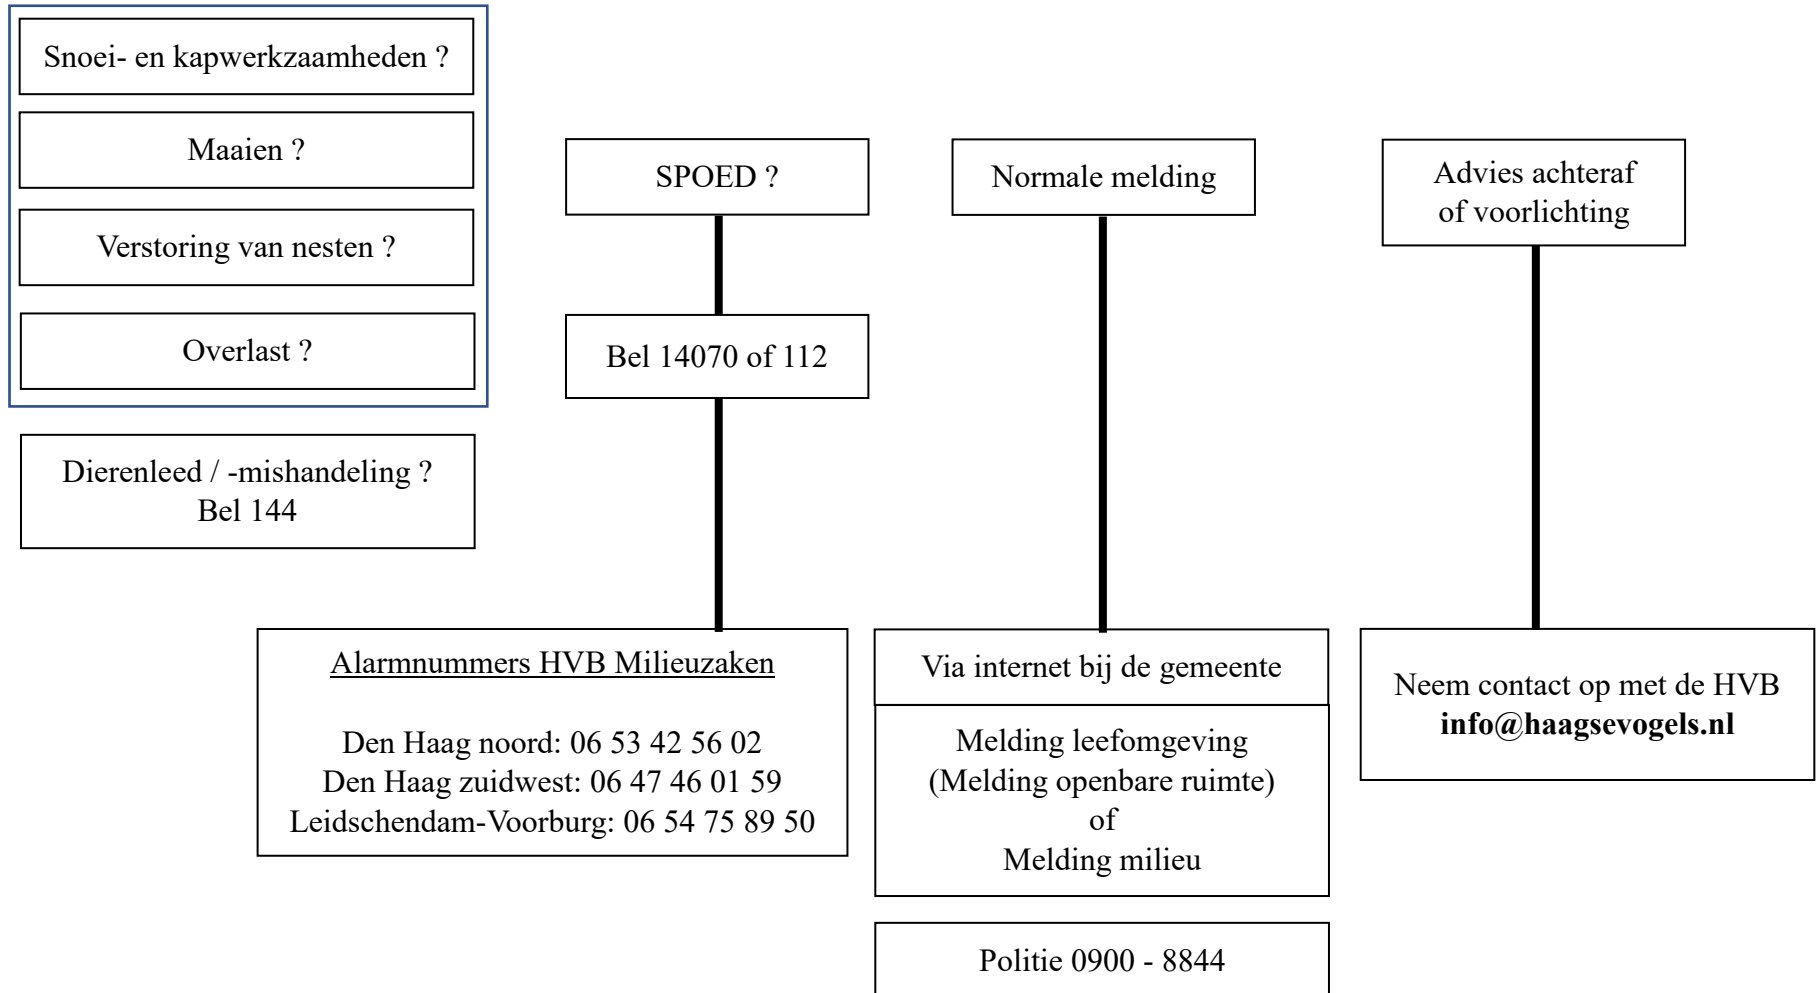 Snoei- en kapwerkzaamheden ?
Maaien ?
Verstoring van nesten ?
Overlast ?
Dierenleed / -mishandeling ?
Bel 144
SPOED ?
Bel 14070 of 112
Alarmnummers HVB Milieuzaken
Den Haag noord: 06 53 42 56 02
Den Haag zuidwest: 06 47 46 01 59
Leidschendam-Voorburg: 06 54 75 89 50
Normale melding
Via internet bij de gemeente
Melding leefomgeving
(Melding openbare ruimte)
of
Melding milieu
Politie 0900 - 8844
Advies achteraf
of voorlichting
Neem contact op met de HVB
info@haagsevogels.nl